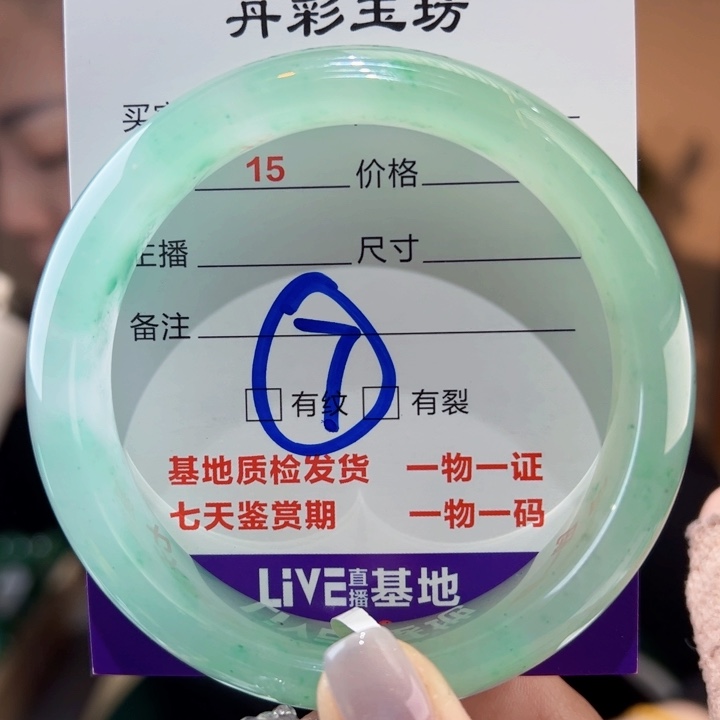 丹彩玉坊
买
15 价格
主播 尺寸
备注
7
有纹 有裂
基地质检发货 一物一证
七天鉴赏期 一物一码
LiVE直播基地